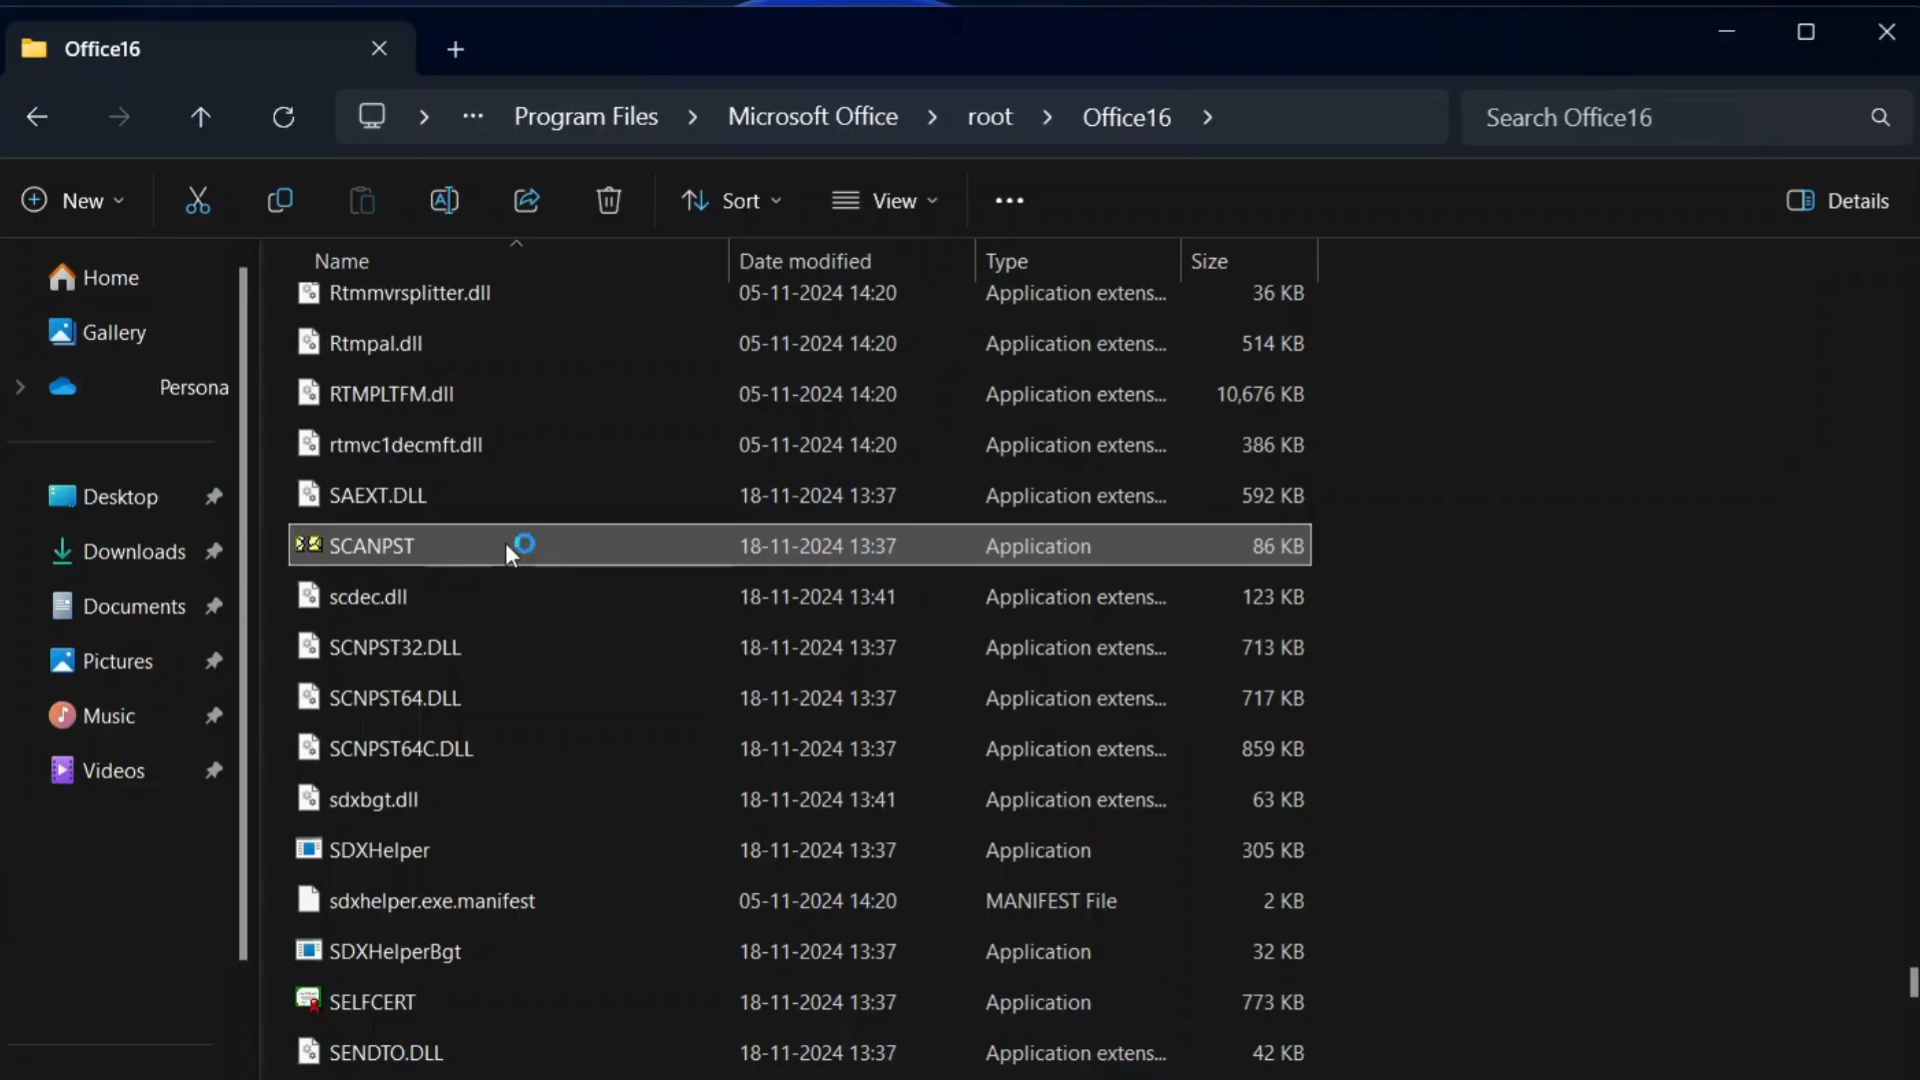 Office16
Program Files Microsoft Office root Office16
Search Office16
New Sort View ... Details
Name Date modified Type Size
Home
Gallery
Persona
Desktop
Downloads
Documents
Pictures
Music
Videos
Rtmmvrsplitter.dll 05-11-2024 14:20 Application extens... 36 KB
Rtmpal.dll 05-11-2024 14:20 Application extens... 514 KB
RTMPLTFM.dll 05-11-2024 14:20 Application extens... 10,676 KB
rtmvc1decmft.dll 05-11-2024 14:20 Application extens... 386 KB
SAEXT.DLL 18-11-2024 13:37 Application extens... 592 KB
SCANPST 18-11-2024 13:37 Application 86 KB
scdec.dll 18-11-2024 13:41 Application extens... 123 KB
SCNPST32.DLL 18-11-2024 13:37 Application extens... 713 KB
SCNPST64.DLL 18-11-2024 13:37 Application extens... 717 KB
SCNPST64C.DLL 18-11-2024 13:37 Application extens... 859 KB
sdxbgt.dll 18-11-2024 13:41 Application extens... 63 KB
SDXHelper 18-11-2024 13:37 Application 305 KB
sdxhelper.exe.manifest 05-11-2024 14:20 MANIFEST File 2 KB
SDXHelperBgt 18-11-2024 13:37 Application 32 KB
SELFCERT 18-11-2024 13:37 Application 773 KB
SENDTO.DLL 18-11-2024 13:37 Application extens... 42 KB